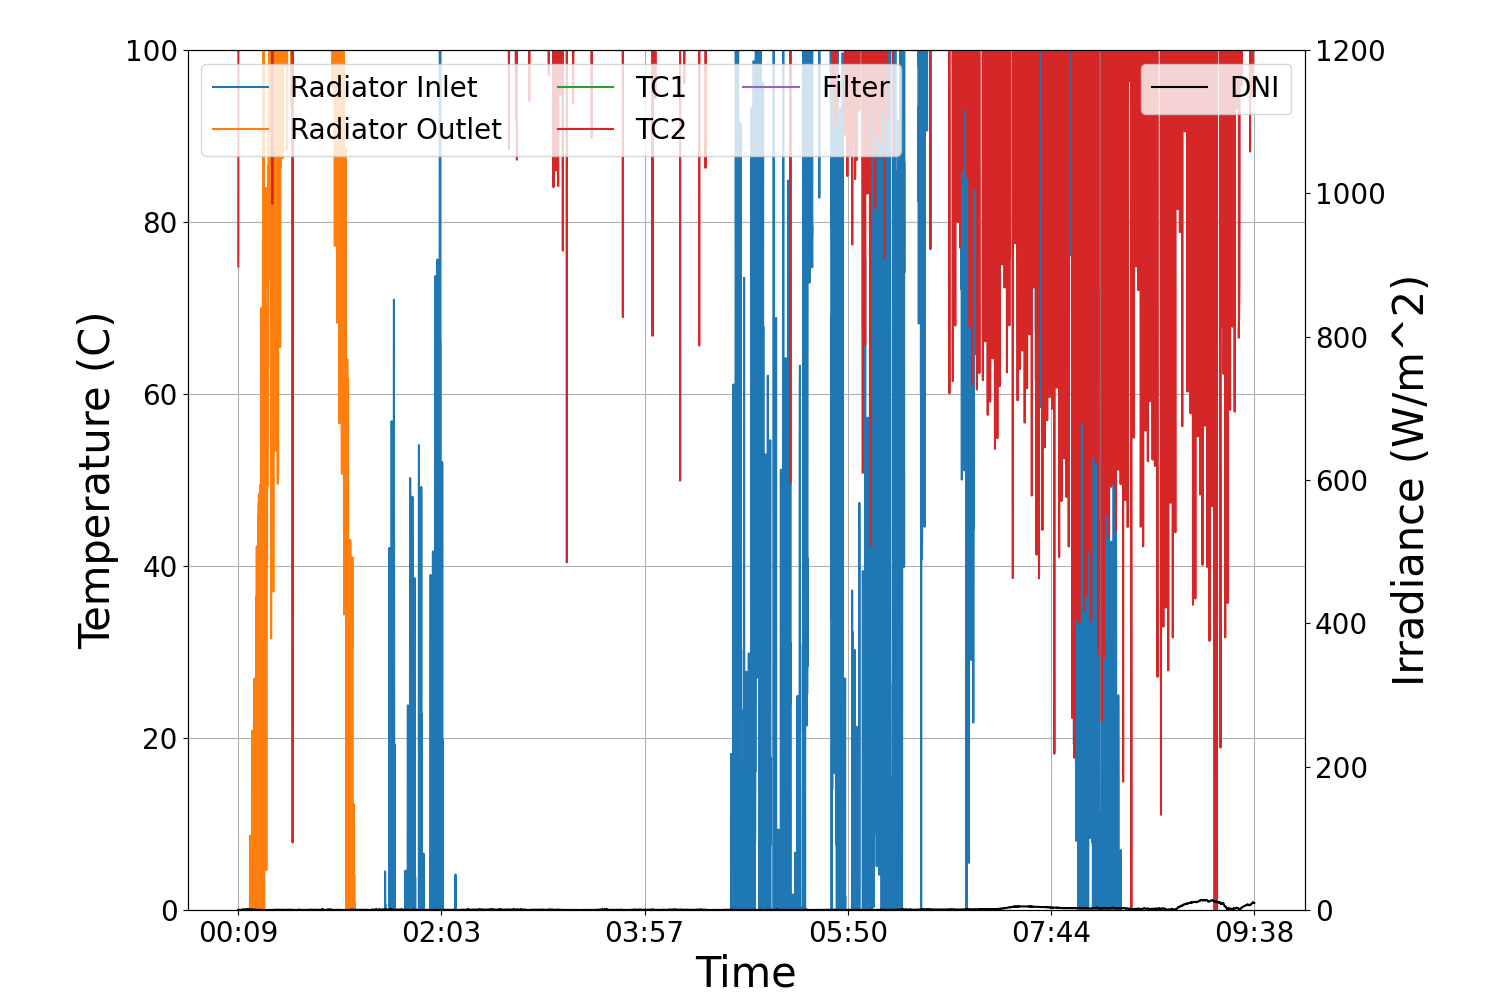 100
80
60
40
20
0
Temperature (C)
Radiator Inlet
Radiator Outlet
TC1
TC2
Filter
DNI
1200
1000
800
600
400
200
0
Irradiance (W/m^2)
00:09
02:03
03:57
05:50
07:44
09:38
Time